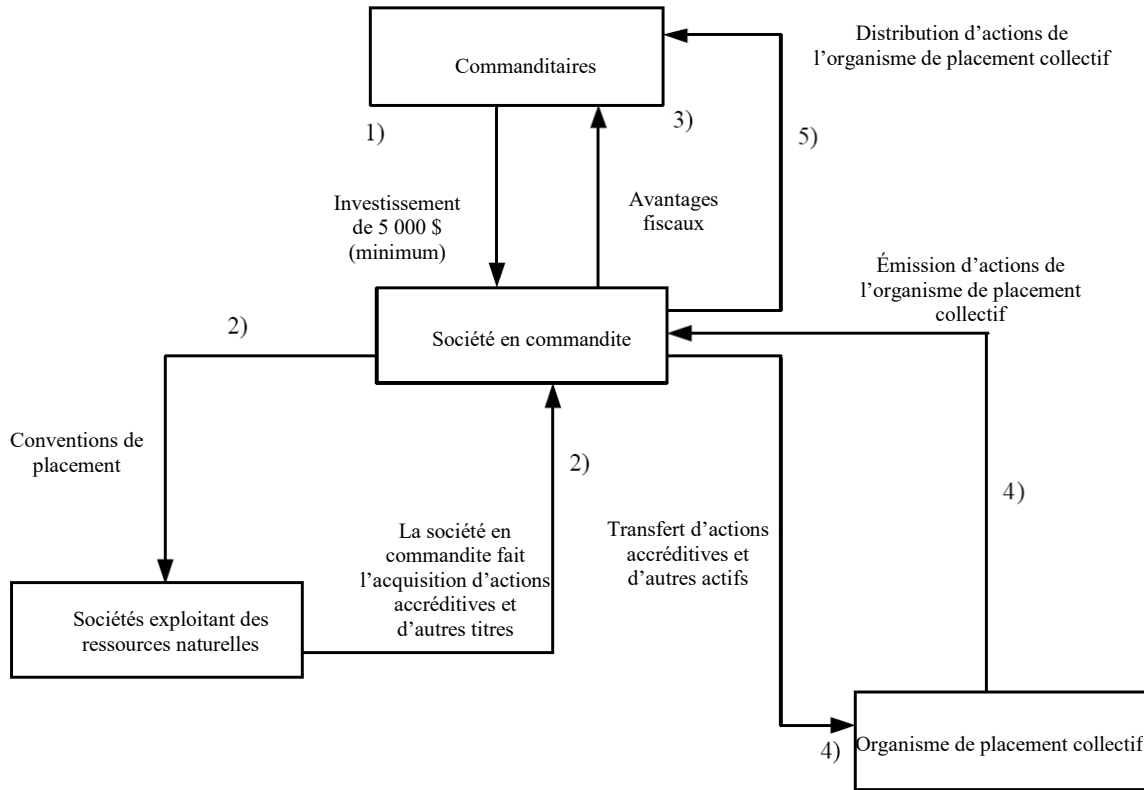 Distribution d’actions de
l’organisme de placement collectif
Commanditaires
1)
3)
5)
Investissement
de 5 000 $
(minimum)
Avantages
fiscaux
Émission d’actions de
l’organisme de placement
collectif
2)
Société en commandite
Conventions de
placement
2)
4)
La société en
commandite fait
l’acquisition d’actions
accréditives et
d’autres titres
Transfert d’actions
accréditives et
d’autres actifs
Sociétés exploitant des
ressources naturelles
4)
Organisme de placement collectif